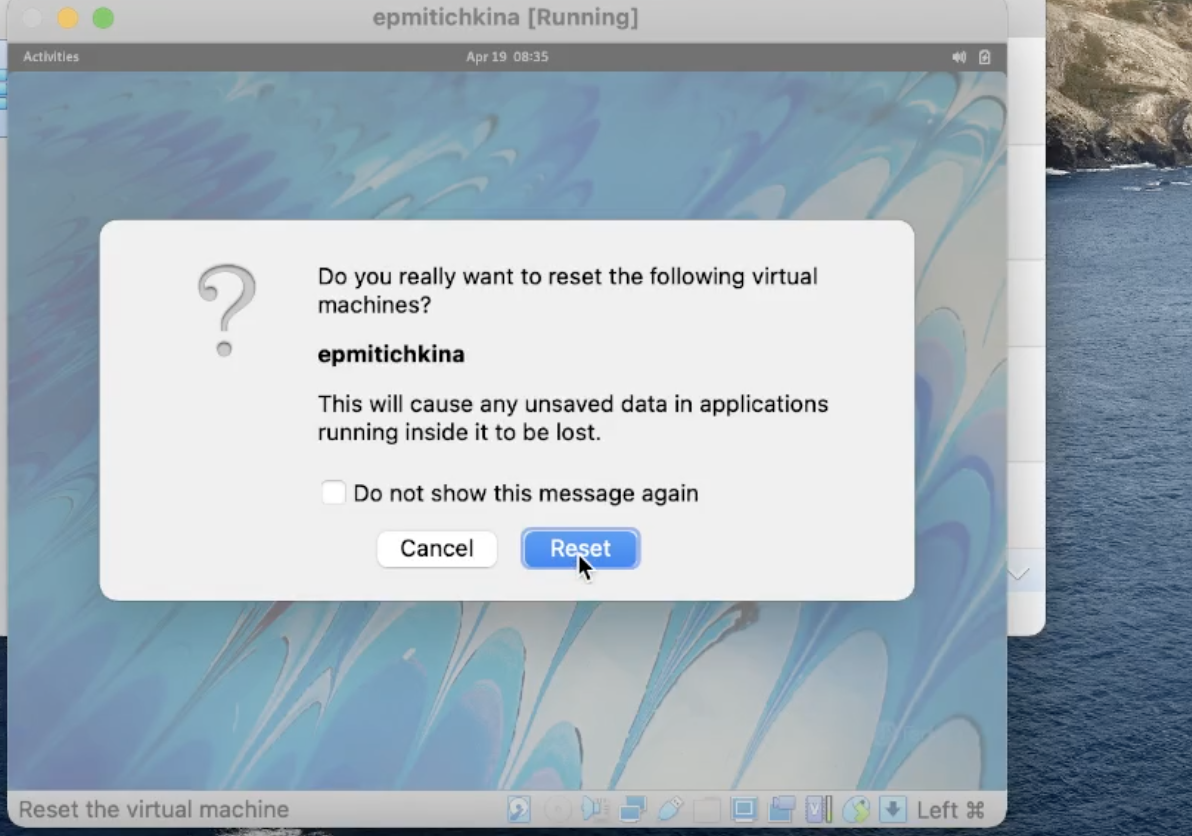 epmitichkina [Running]
Activities
Apr 19 08:35
Do you really want to reset the following virtual
machines?
epmitichkina
This will cause any unsaved data in applications
running inside it to be lost.
Do not show this message again
Cancel
Reset
Reset the virtual machine
Left ⌘